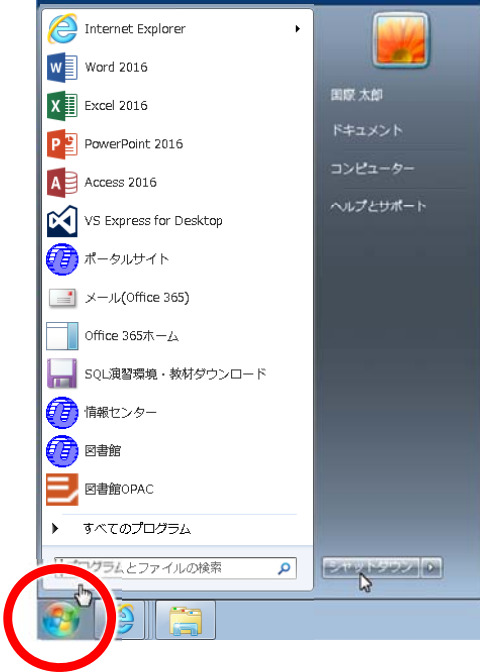 Internet Explorer
Word 2016
Excel 2016
PowerPoint 2016
Access 2016
VS Express for Desktop
ポータルサイト
メール(Office 365)
Office 365ホーム
SQL演習環境・教材ダウンロード
情報センター
図書館
図書館OPAC
すべてのプログラム
プログラムとファイルの検索
国際 太郎
ドキュメント
コンピューター
ヘルプとサポート
シャットダウン